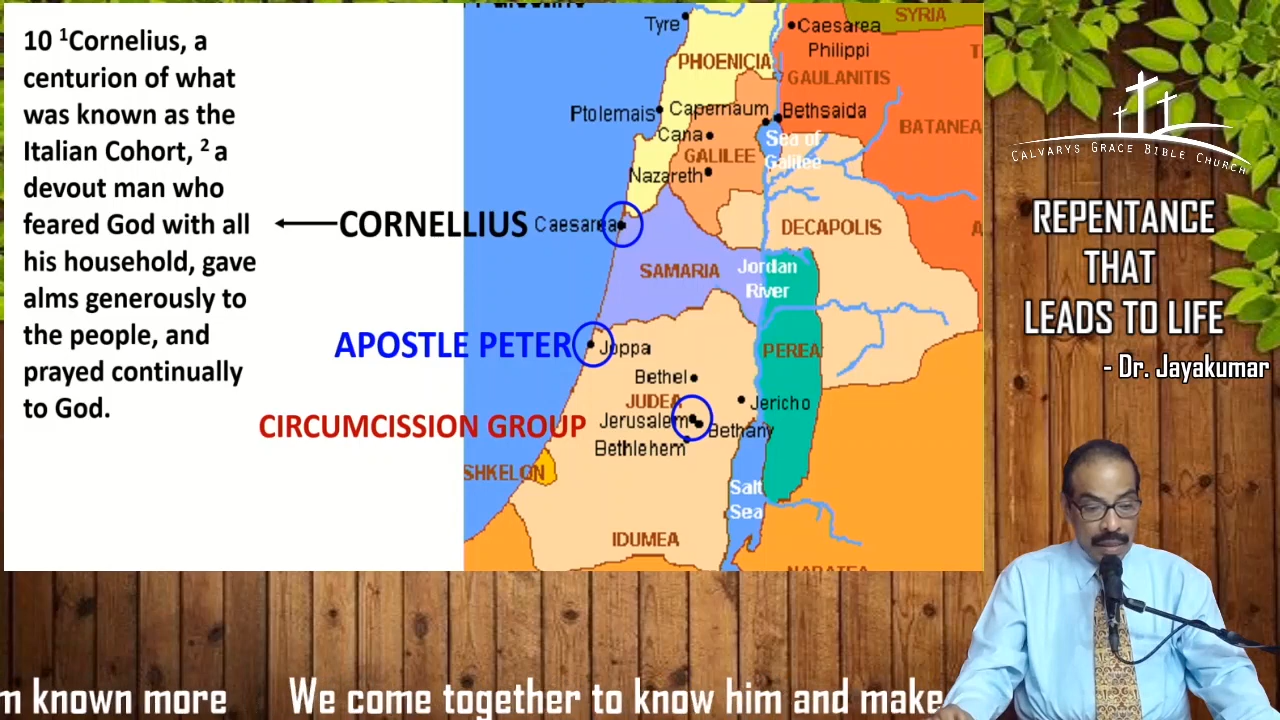 10 ¹Cornelius, a
centurion of what
was known as the
Italian Cohort, ² a
devout man who
feared God with all
his household, gave
alms generously to
the people, and
prayed continually
to God.
CORNELLIUS
APOSTLE PETER
CIRCUMCISSION GROUP
Tyre
PHOENICIA
SYRIA
Caesarea
Philippi
GAULANITIS
Ptolemais
Capernaum
Bethsaida
BATANEA
Cana
GALILEE
Sea of
Galilee
Nazareth
Caesarea
DECAPOLIS
SAMARIA
Jordan
River
Joppa
PEREA
Bethel
JUDEA
Jericho
Jerusalem
Bethany
Bethlehem
SHKELON
Salt
Sea
IDUMEA
CALVARYS GRACE BIBLE CHURCH
REPENTANCE
THAT
LEADS TO LIFE
- Dr. Jayakumar
m known more We come together to know him and make